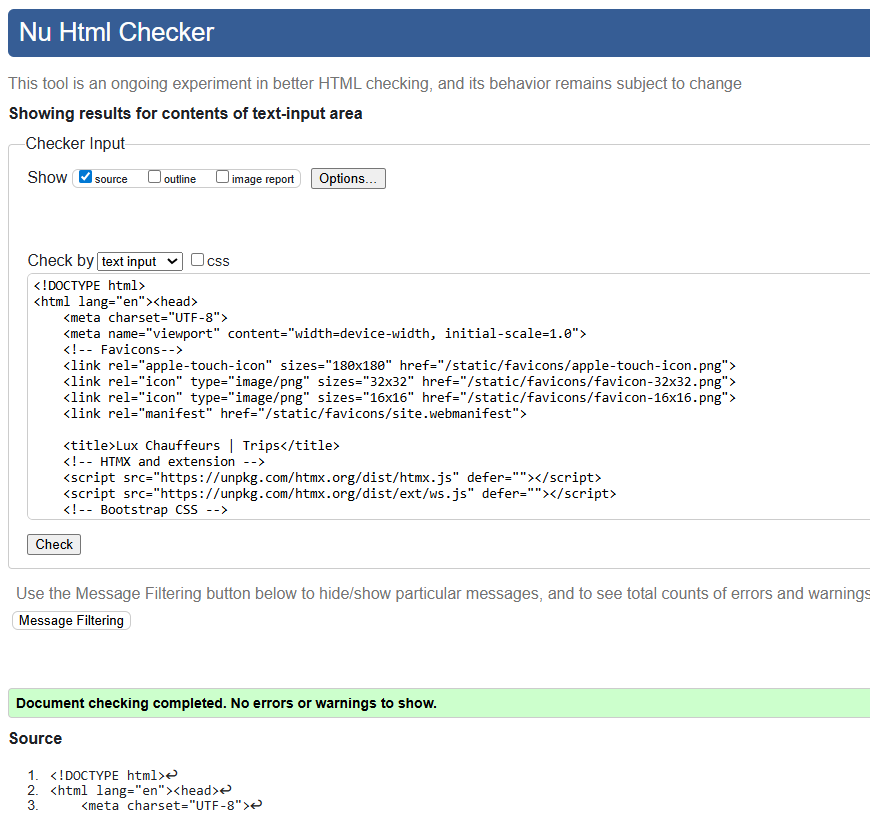 Nu Html Checker
This tool is an ongoing experiment in better HTML checking, and its behavior remains subject to change
Showing results for contents of text-input area
Checker Input
Show source outline image report Options...
Check by text input css
<!DOCTYPE html>
<html lang="en"><head>
    <meta charset="UTF-8">
    <meta name="viewport" content="width=device-width, initial-scale=1.0">
    <!-- Favicons-->
    <link rel="apple-touch-icon" sizes="180x180" href="/static/favicons/apple-touch-icon.png">
    <link rel="icon" type="image/png" sizes="32x32" href="/static/favicons/favicon-32x32.png">
    <link rel="icon" type="image/png" sizes="16x16" href="/static/favicons/favicon-16x16.png">
    <link rel="manifest" href="/static/favicons/site.webmanifest">
    <title>Lux Chauffeurs | Trips</title>
    <!-- HTMX and extension -->
    <script src="https://unpkg.com/htmx.org/dist/htmx.js" defer=""></script>
    <script src="https://unpkg.com/htmx.org/dist/ext/ws.js" defer=""></script>
    <!-- Bootstrap CSS -->
Check
Use the Message Filtering button below to hide/show particular messages, and to see total counts of errors and warnings
Message Filtering
Document checking completed. No errors or warnings to show.
Source
1. <!DOCTYPE html>↩
2. <html lang="en"><head>↩
3.     <meta charset="UTF-8">↩